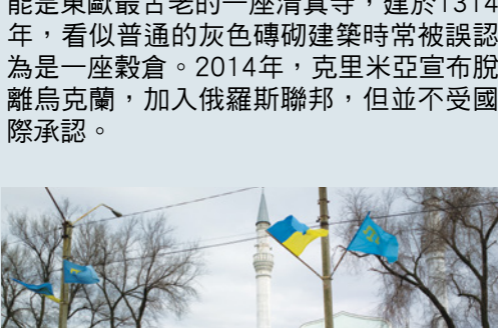 能是東歐最古老的一座清真寺，建於1314
年，看似普通的灰色磚砌建築時常被誤認
為是一座穀倉。2014年，克里米亞宣布脫
離烏克蘭，加入俄羅斯聯邦，但並不受國
際承認。